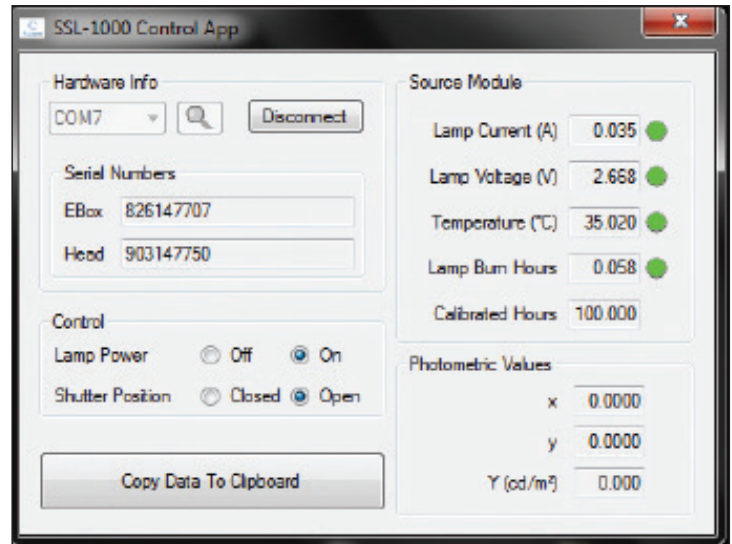 SSL-1000 Control App
Hardware Info
COM7
Disconnect
Serial Numbers
EBox 826147707
Head 903147750
Control
Lamp Power Off On
Shutter Position Closed Open
Copy Data To Clipboard
Source Module
Lamp Current (A) 0.035
Lamp Voltage (V) 2.668
Temperature (°C) 35.020
Lamp Burn Hours 0.058
Calibrated Hours 100.000
Photometric Values
x 0.0000
y 0.0000
Y (cd/m²) 0.000